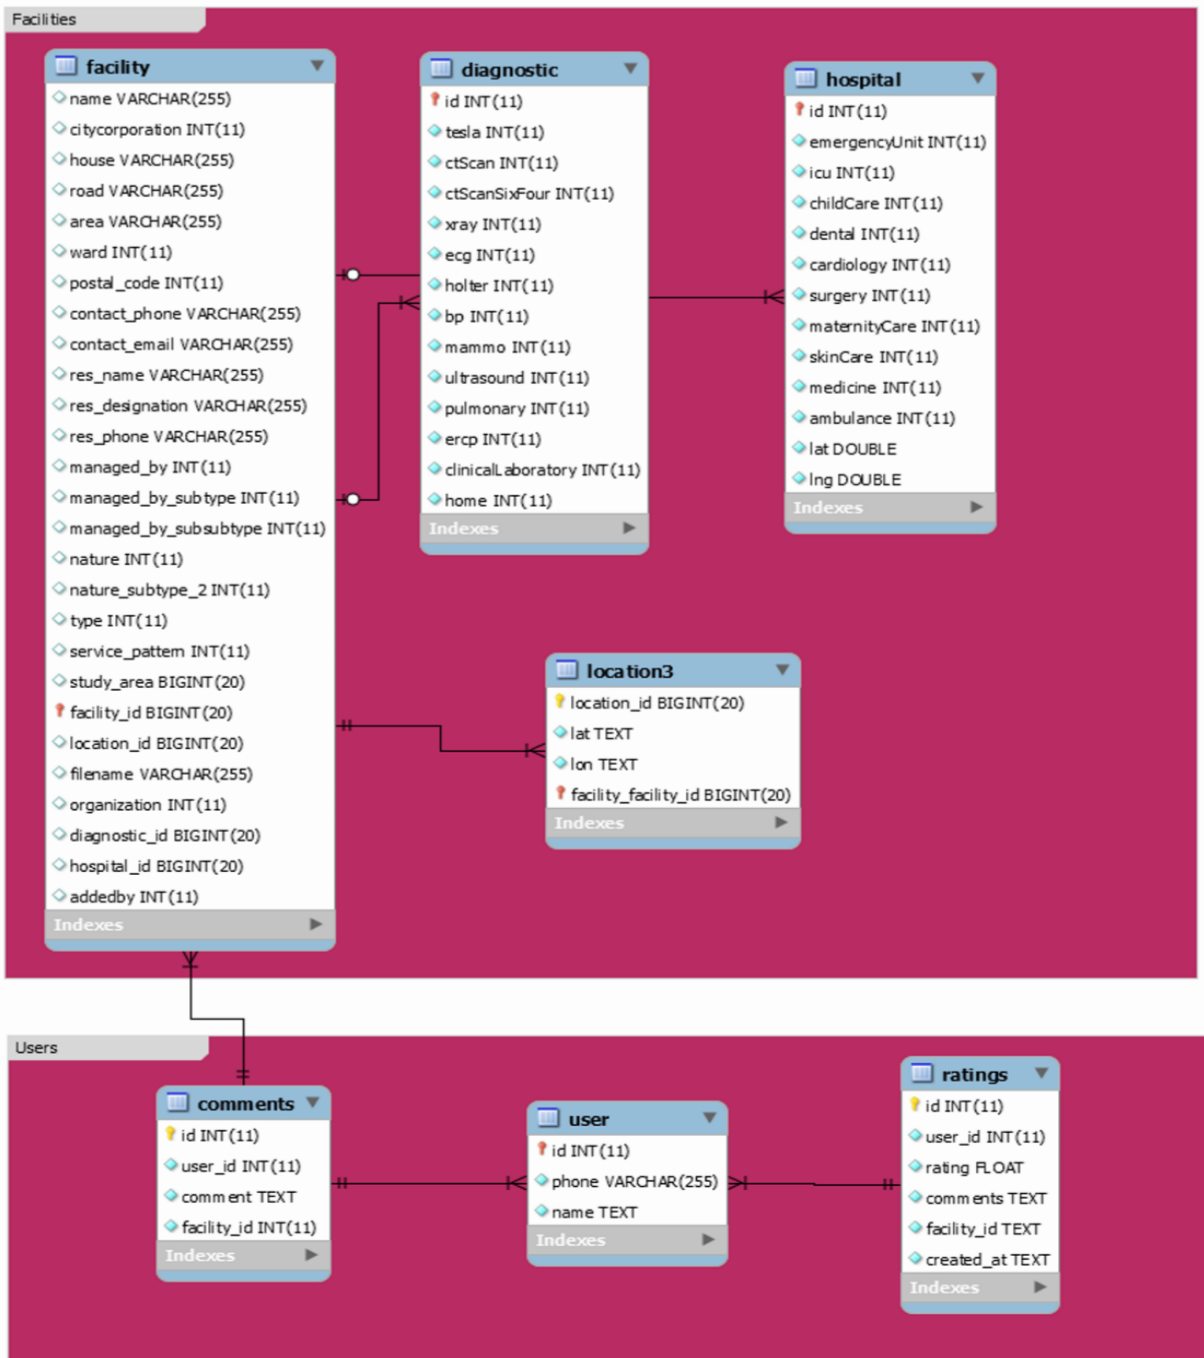 Facilities
facility
name VARCHAR(255)
citycorporation INT(11)
house VARCHAR(255)
road VARCHAR(255)
area VARCHAR(255)
ward INT(11)
postal_code INT(11)
contact_phone VARCHAR(255)
contact_email VARCHAR(255)
res_name VARCHAR(255)
res_designation VARCHAR(255)
res_phone VARCHAR(255)
managed_by INT(11)
managed_by_subtype INT(11)
managed_by_subsubtype INT(11)
nature INT(11)
nature_subtype_2 INT(11)
type INT(11)
service_pattern INT(11)
study_area BIGINT(20)
facility_id BIGINT(20)
location_id BIGINT(20)
filename VARCHAR(255)
organization INT(11)
diagnostic_id BIGINT(20)
hospital_id BIGINT(20)
addedby INT(11)
Indexes
diagnostic
id INT(11)
tesla INT(11)
ctScan INT(11)
ctScanSixFour INT(11)
xray INT(11)
ecg INT(11)
holter INT(11)
bp INT(11)
mammo INT(11)
ultrasound INT(11)
pulmonary INT(11)
ercp INT(11)
clinicalLaboratory INT(11)
home INT(11)
Indexes
hospital
id INT(11)
emergencyUnit INT(11)
icu INT(11)
childCare INT(11)
dental INT(11)
cardiology INT(11)
surgery INT(11)
maternityCare INT(11)
skinCare INT(11)
medicine INT(11)
ambulance INT(11)
lat DOUBLE
lng DOUBLE
Indexes
location3
location_id BIGINT(20)
lat TEXT
lon TEXT
facility_facility_id BIGINT(20)
Indexes
Users
comments
id INT(11)
user_id INT(11)
comment TEXT
facility_id INT(11)
Indexes
user
id INT(11)
phone VARCHAR(255)
name TEXT
Indexes
ratings
id INT(11)
user_id INT(11)
rating FLOAT
comments TEXT
facility_id TEXT
created_at TEXT
Indexes